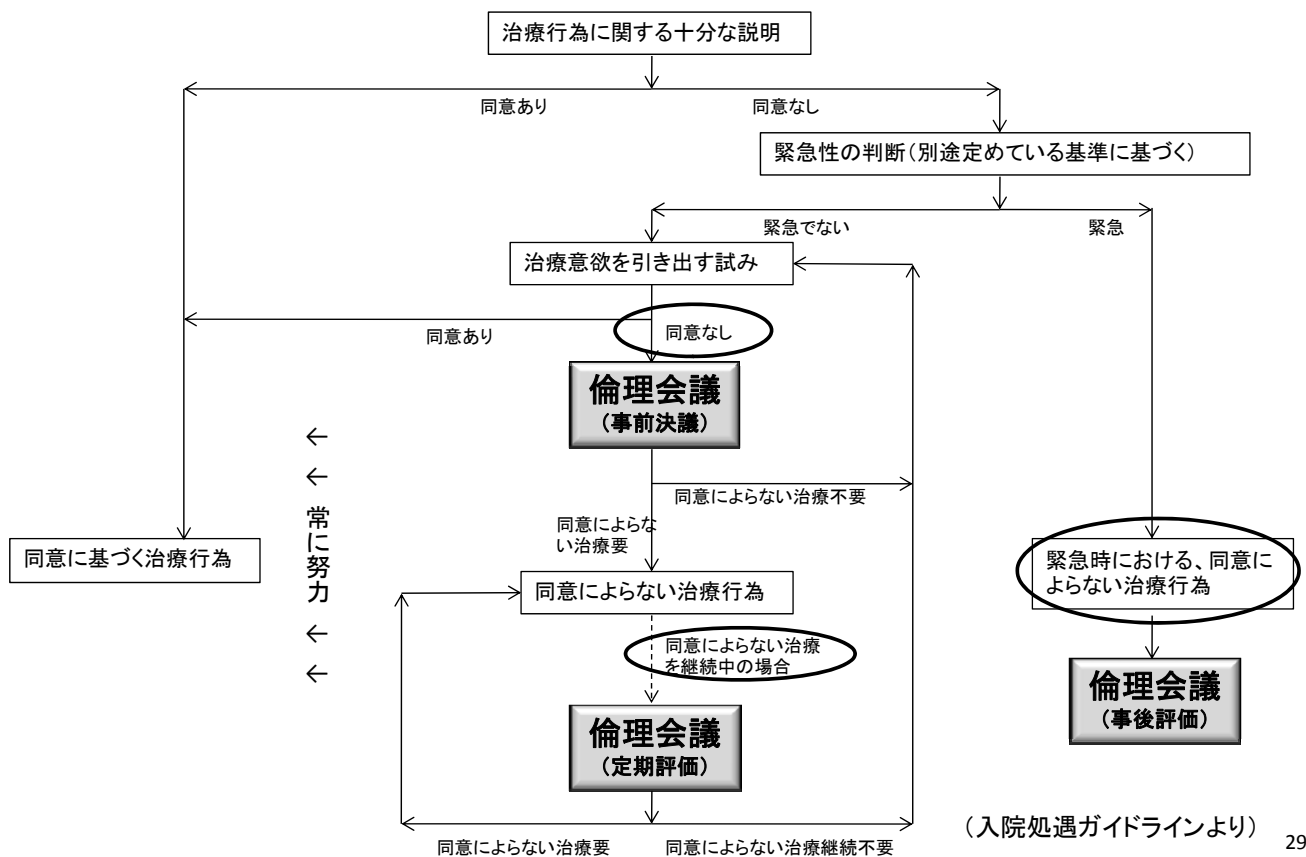 治療行為に関する十分な説明
同意あり
同意なし
緊急性の判断(別途定めている基準に基づく)
緊急でない
緊急
治療意欲を引き出す試み
同意あり
同意なし
倫理会議
(事前決議)
同意によらない治療不要
同意によらな
い治療要
同意に基づく治療行為
← ← 常に努力 ← ←
同意によらない治療行為
緊急時における、同意に
よらない治療行為
同意によらない治療
を継続中の場合
倫理会議
(事後評価)
倫理会議
(定期評価)
同意によらない治療要
同意によらない治療継続不要
(入院処遇ガイドラインより)
29